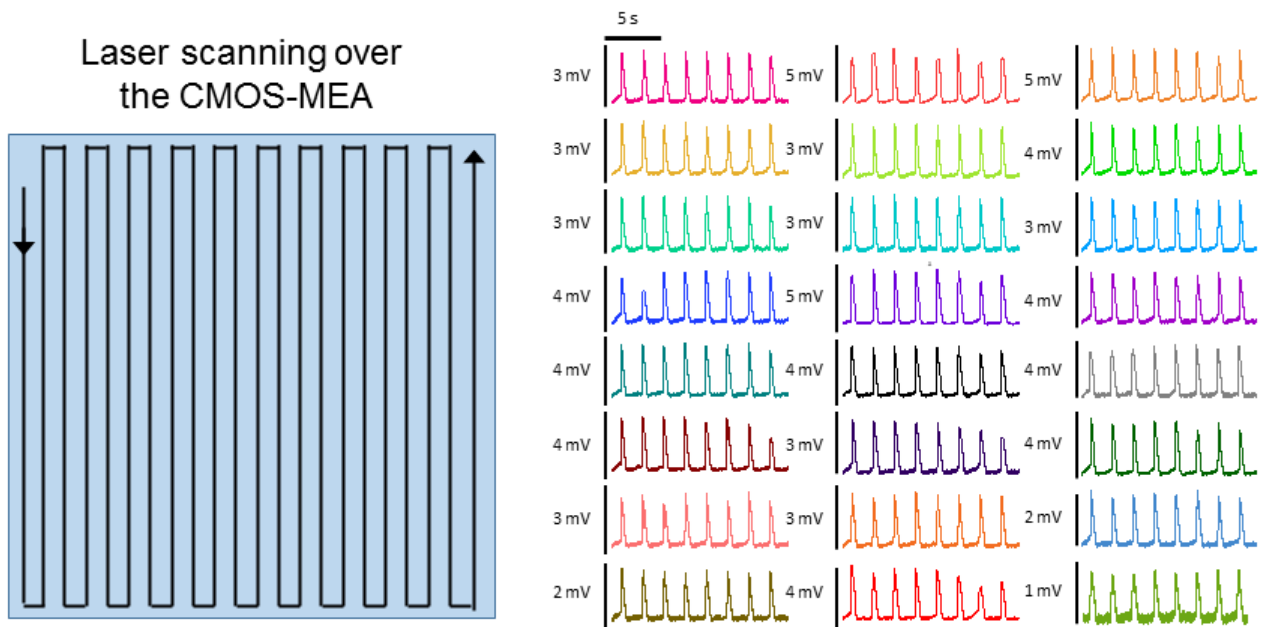 Laser scanning over
the CMOS-MEA
5 s
3 mV 5 mV 5 mV
3 mV 3 mV 4 mV
3 mV 3 mV 3 mV
4 mV 5 mV 4 mV
4 mV 4 mV 4 mV
4 mV 3 mV 4 mV
3 mV 3 mV 2 mV
2 mV 4 mV 1 mV